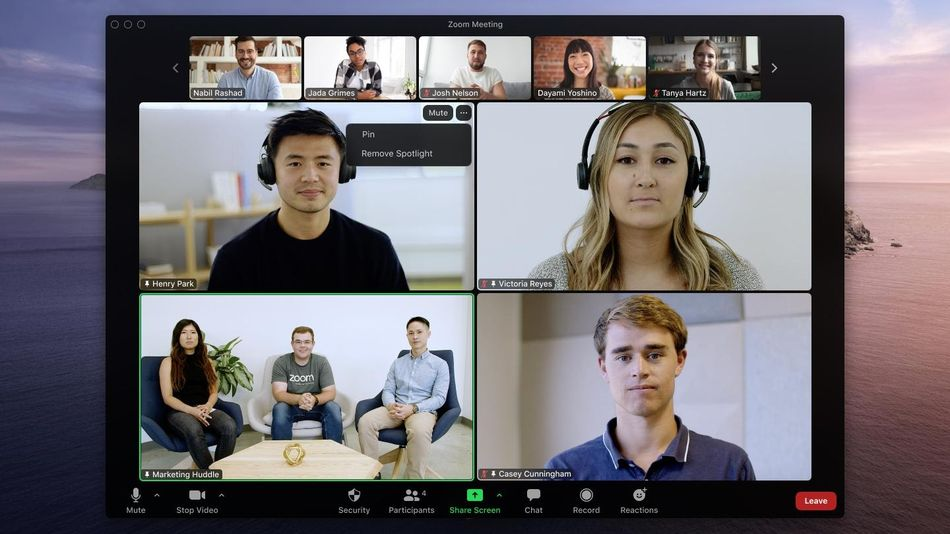 Zoom Meeting
Nabil Rashad
Jada Grimes
Josh Nelson
Dayami Yoshino
Tanya Hartz
Mute
Pin
Remove Spotlight
Henry Park
Victoria Reyes
zoom
Marketing Huddle
Casey Cunningham
Mute
Stop Video
Security
Participants 4
Share Screen
Chat
Record
Reactions
Leave